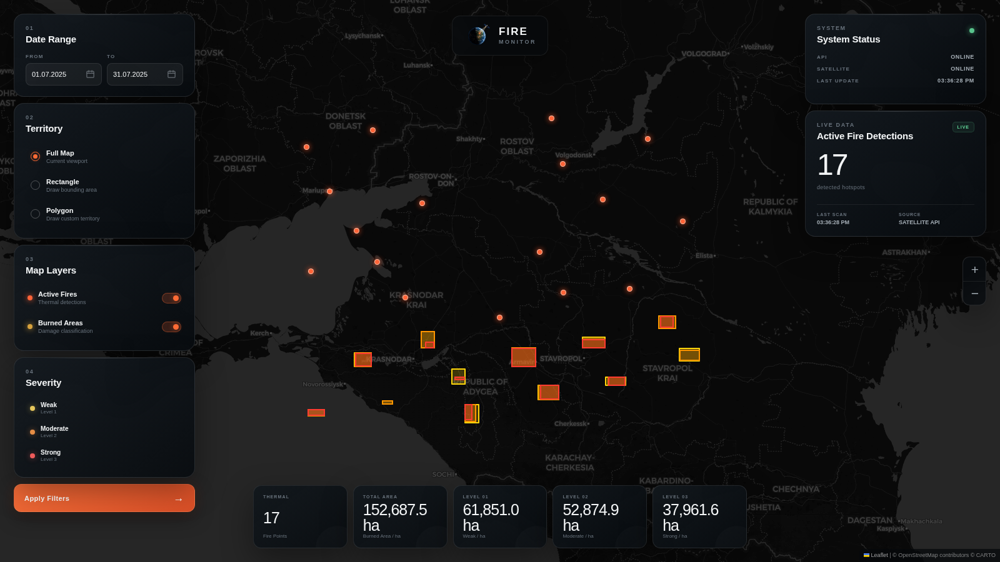 01
Date Range
FROM
TO
01.07.2025
31.07.2025
02
Territory
Full Map
Current viewport
Rectangle
Draw bounding area
Polygon
Draw custom territory
03
Map Layers
Active Fires
Thermal detections
Burned Areas
Damage classification
04
Severity
Weak
Level 1
Moderate
Level 2
Strong
Level 3
Apply Filters →
FIRE
MONITOR
SYSTEM
System Status
API ONLINE
SATELLITE ONLINE
LAST UPDATE 03:36:28 PM
LIVE DATA
LIVE
Active Fire Detections
17
detected hotspots
LAST SCAN
03:36:28 PM
SOURCE
SATELLITE API
+
−
LUHANSK
OBLAST
Lysychansk
Luhansk
VOLGOGRAD
Volzhskiy
ROVSK
DONETSK
OBLAST
Shakhty
ROSTOV
OBLAST
Volgodonsk
ZAPORIZHIA
OBLAST
ROSTOV-ON-
DON
Mariupo
pol
REPUBLIC OF
KALMYKIA
OBLAST
Elista
ASTRAKHAN
KRASNODAR
KRAI
Kerch
OF
CRIMEA
KRASNODAR
Armavir
STAVROPOL
STAVROPOL
KRAI
Novorossiysk
REPUBLIC OF
ADYGEA
Cherkessk
KARACHAY-
CHERKESIA
SOCHI
KABARDINO-
CHECHNYA
USHETIA
DAGESTAN
Makhachkala
Kaspiysk
THERMAL
17
Fire Points
TOTAL AREA
152,687.5
ha
Burned Area / ha
LEVEL 01
61,851.0
ha
Weak / ha
LEVEL 02
52,874.9
ha
Moderate / ha
LEVEL 03
37,961.6
ha
Strong / ha
Leaflet | © OpenStreetMap contributors © CARTO